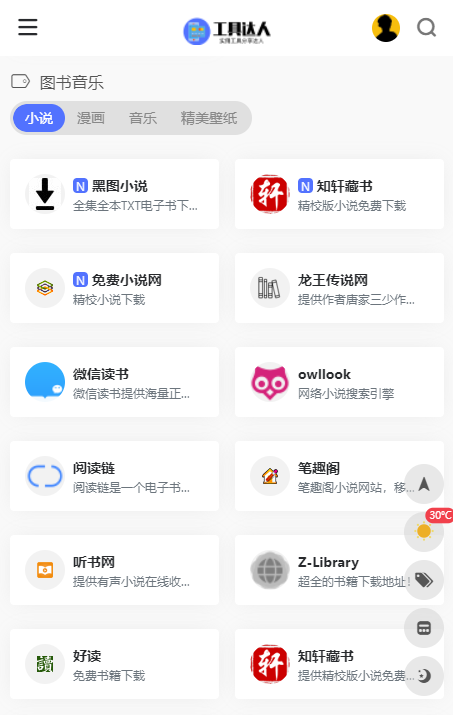 工具达人
实用工具分享达人
图书音乐
小说 漫画 音乐 精美壁纸
N 黑图小说
全集全本TXT电子书下...
N 知轩藏书
精校版小说免费下载
N 免费小说网
精校小说下载
龙王传说网
提供作者唐家三少作...
微信读书
微信读书提供海量正...
owllook
网络小说搜索引擎
阅读链
阅读链是一个电子书...
笔趣阁
笔趣阁小说网站，移...
30℃
听书网
提供有声小说在线收...
Z-Library
超全的书籍下载地址！
讀
好读
免费书籍下载
轩
知轩藏书
提供精校版小说免费...